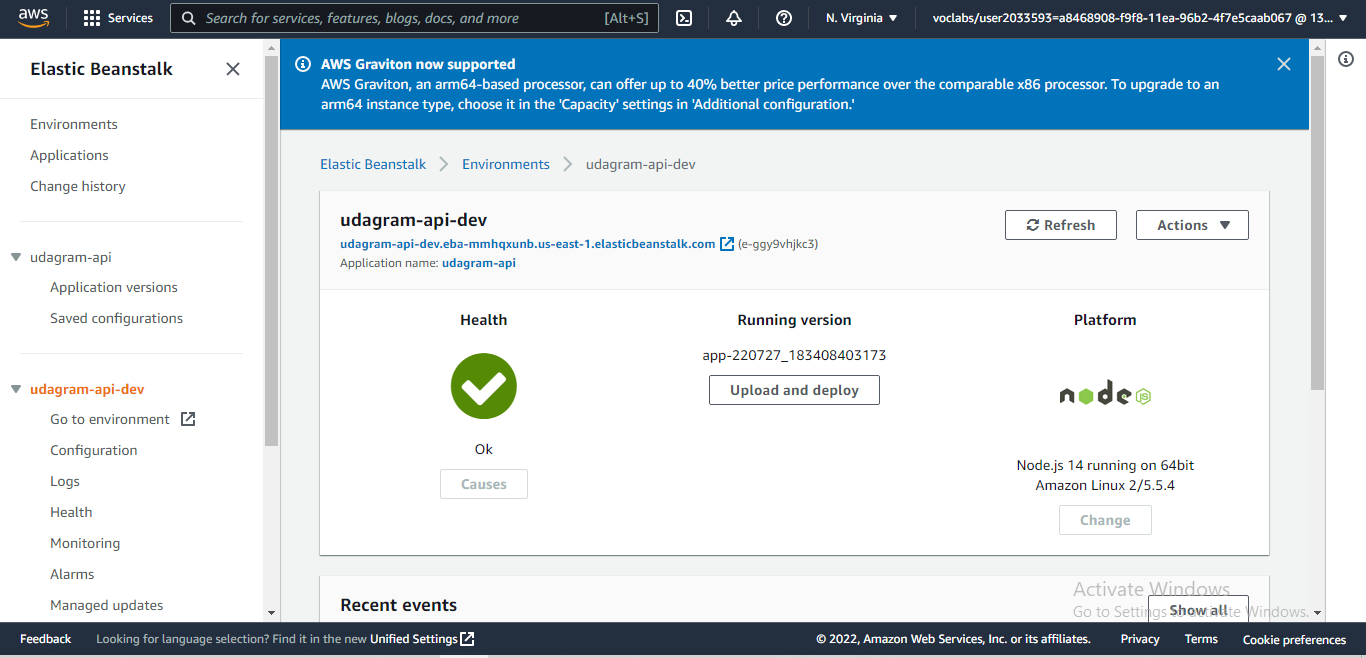 aws
Services
Search for services, features, blogs, docs, and more
[Alt+S]
N. Virginia
voclabs/user2033593=a8468908-f9f8-11ea-96b2-4f7e5caab067 @ 13...
Elastic Beanstalk
Environments
Applications
Change history
udagram-api
Application versions
Saved configurations
udagram-api-dev
Go to environment
Configuration
Logs
Health
Monitoring
Alarms
Managed updates
AWS Graviton now supported
AWS Graviton, an arm64-based processor, can offer up to 40% better price performance over the comparable x86 processor. To upgrade to an
arm64 instance type, choose it in the 'Capacity' settings in 'Additional configuration.'
Elastic Beanstalk
Environments
udagram-api-dev
udagram-api-dev
udagram-api-dev.eba-mmhqxunb.us-east-1.elasticbeanstalk.com (e-ggy9vhjkc3)
Application name: udagram-api
Refresh
Actions
Health
Ok
Causes
Running version
app-220727_183408403173
Upload and deploy
Platform
node
JS
Node.js 14 running on 64bit
Amazon Linux 2/5.5.4
Change
Recent events
Show all
Activate Windows
Go to Settings to activate Windows.
Feedback
Looking for language selection? Find it in the new Unified Settings
© 2022, Amazon Web Services, Inc. or its affiliates.
Privacy
Terms
Cookie preferences